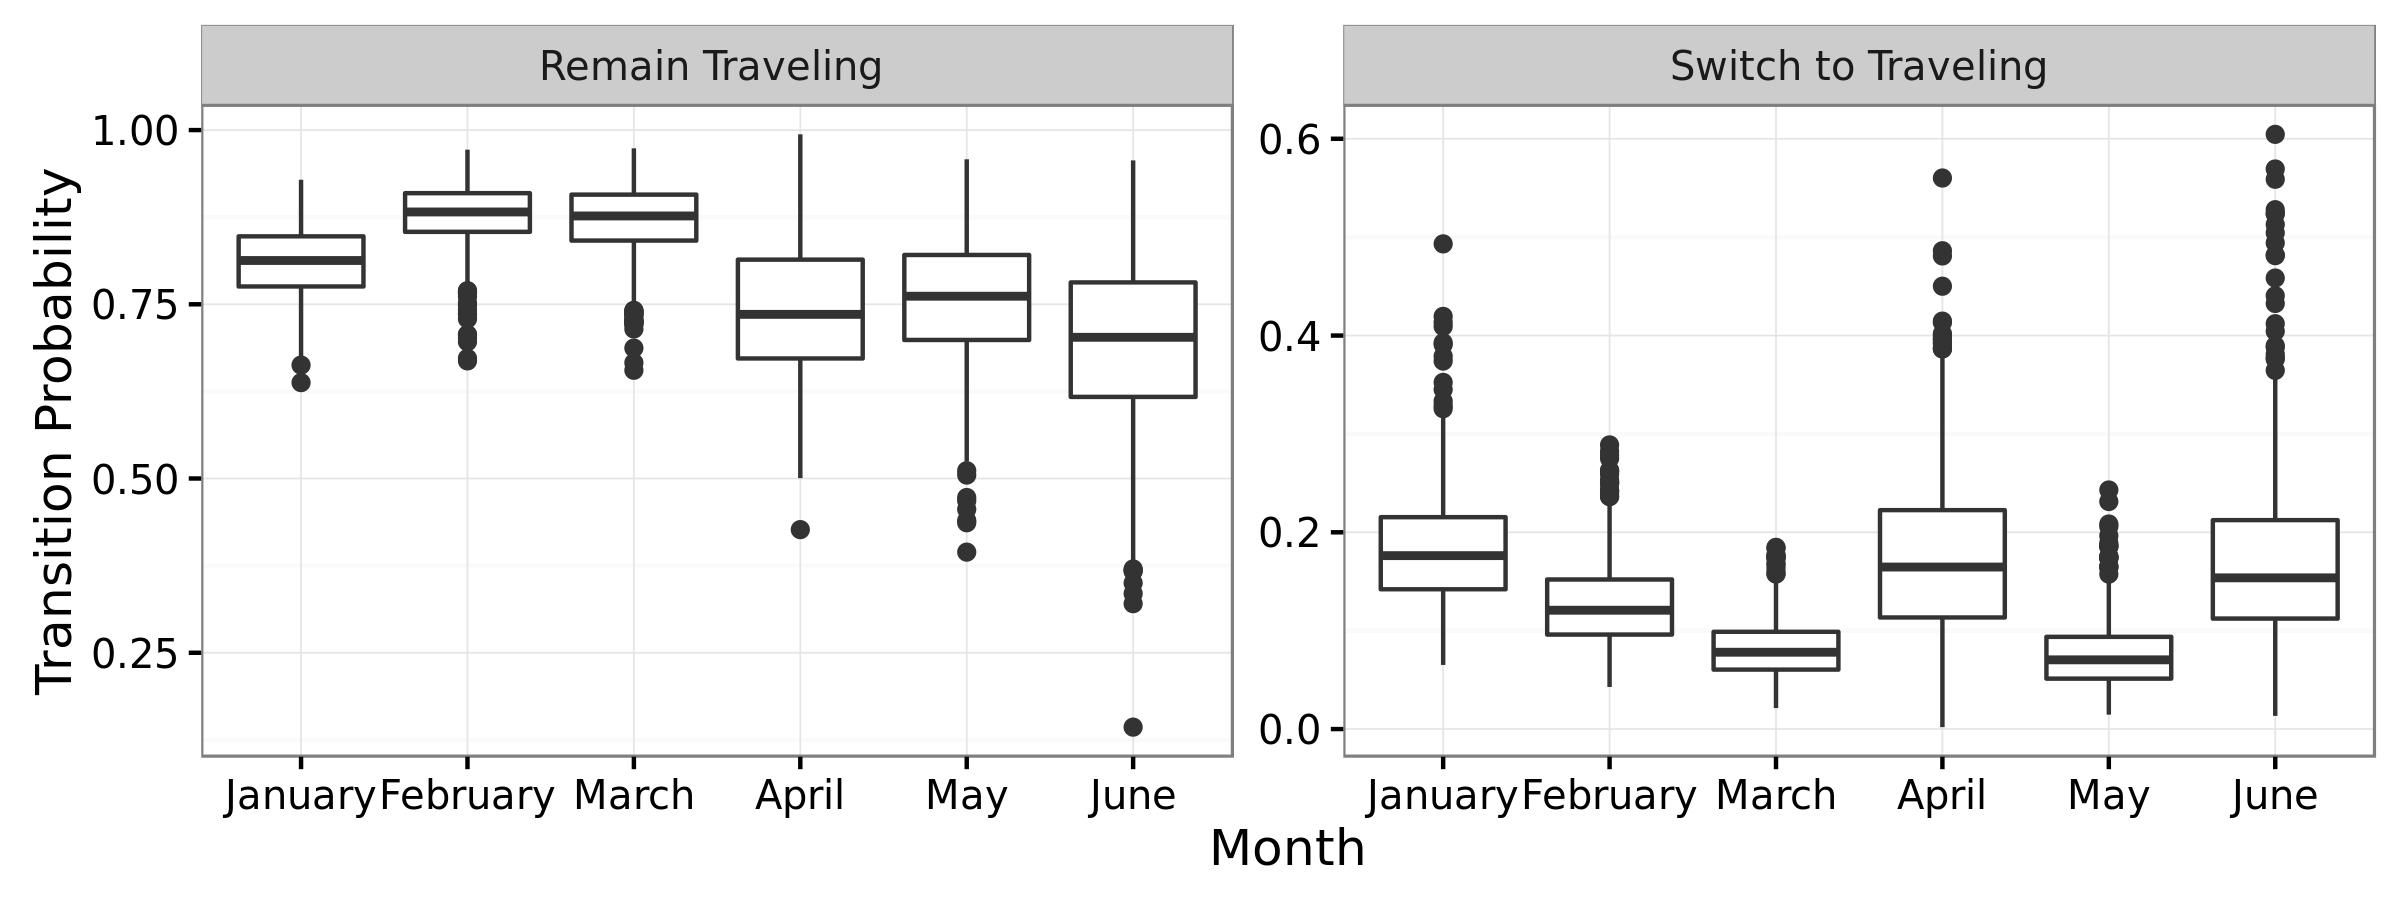 Remain Traveling
Switch to Traveling
Transition Probability
1.00
0.75
0.50
0.25
0.6
0.4
0.2
0.0
January February March April May June
January February March April May June
Month